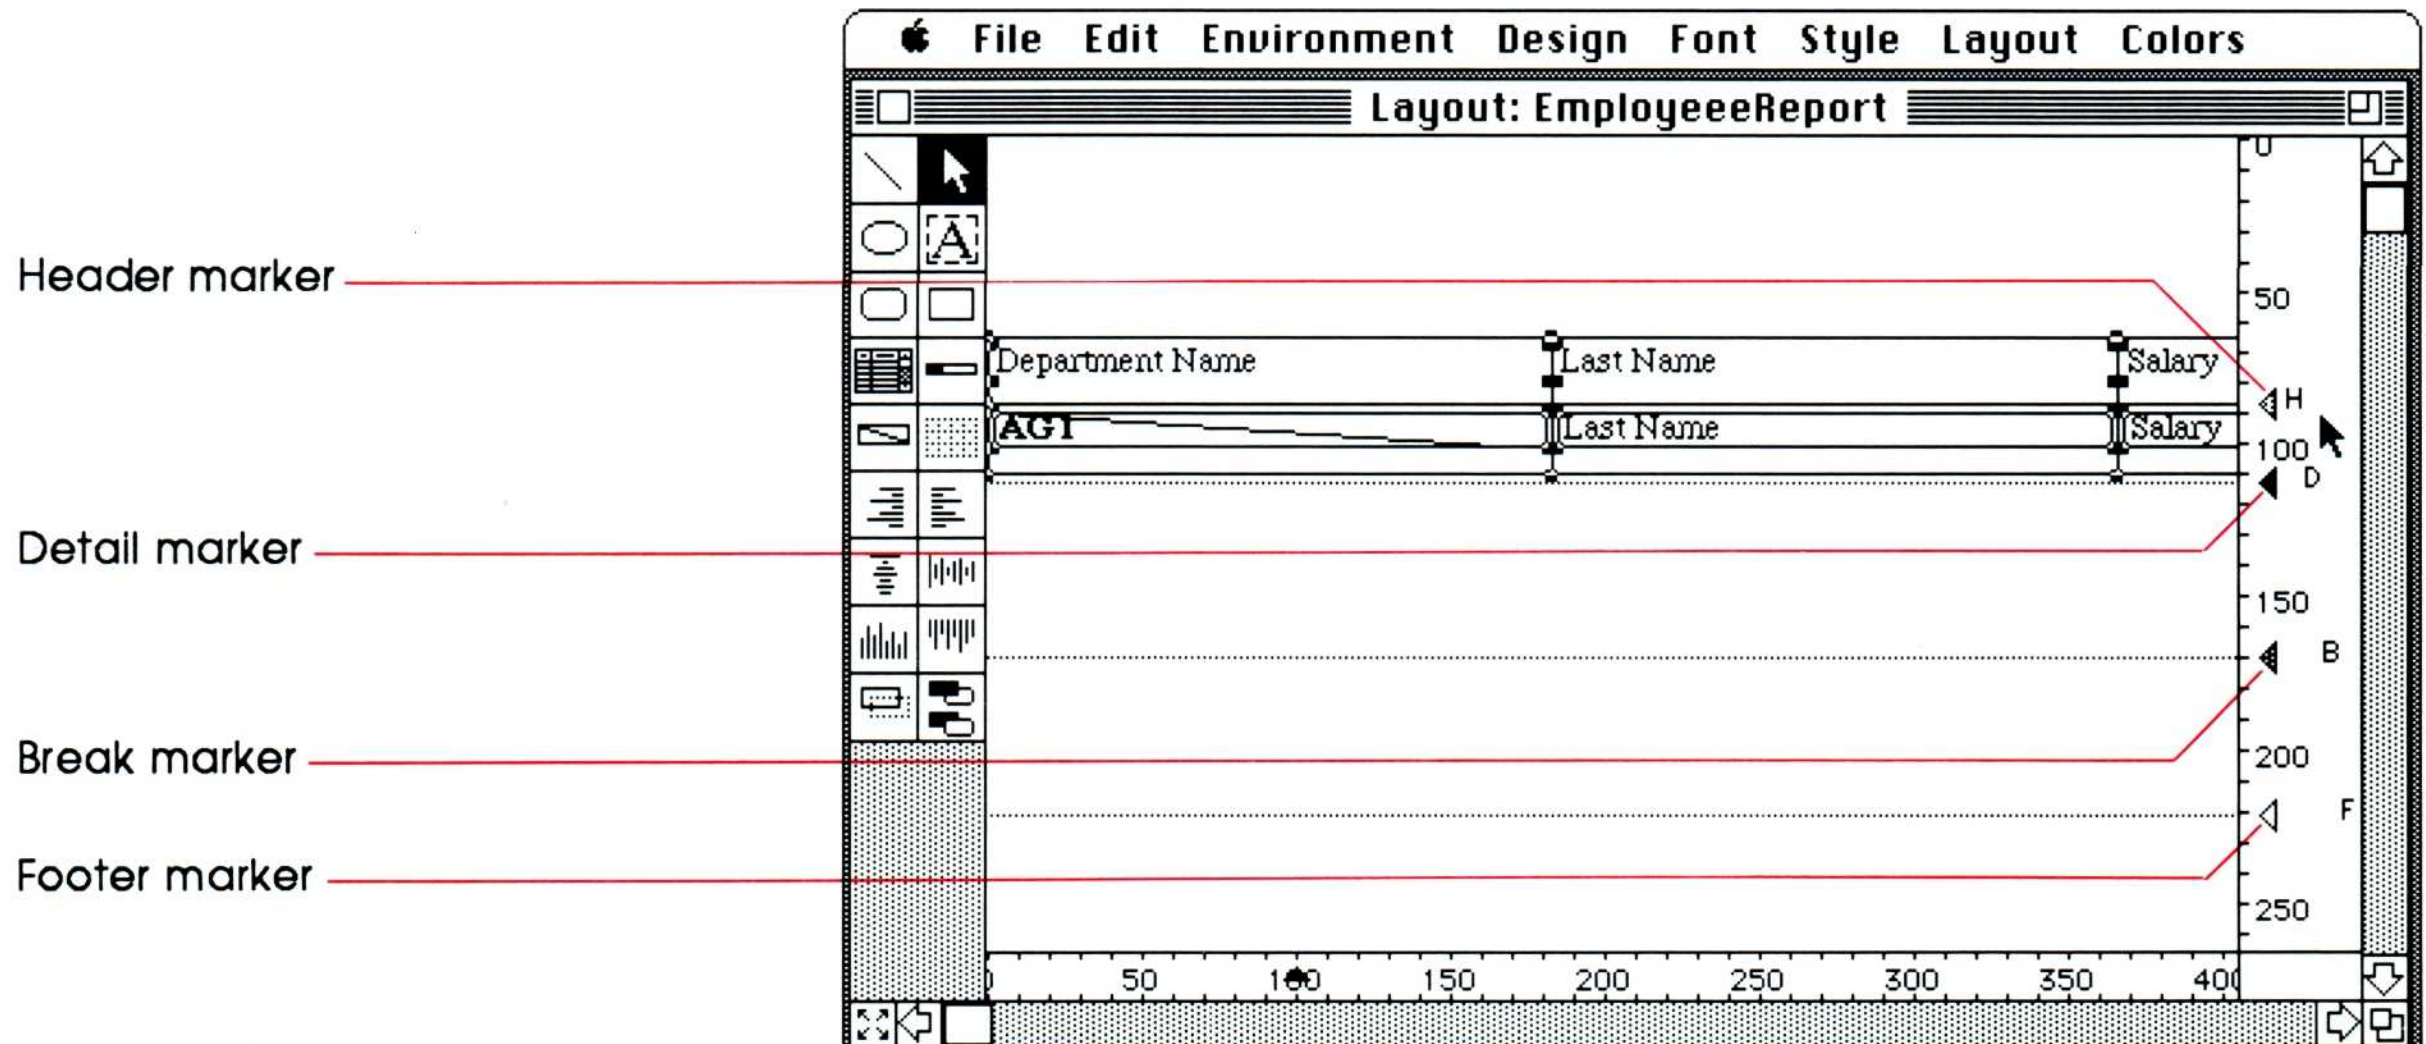 File Edit Environment Design Font Style Layout Colors
Layout: EmployeeeReport
0
Header marker
50
Department Name Last Name Salary
H
AGT Last Name Salary
100
D
Detail marker
150
B
Break marker
200
F
Footer marker
250
50 100 150 200 250 300 350 400